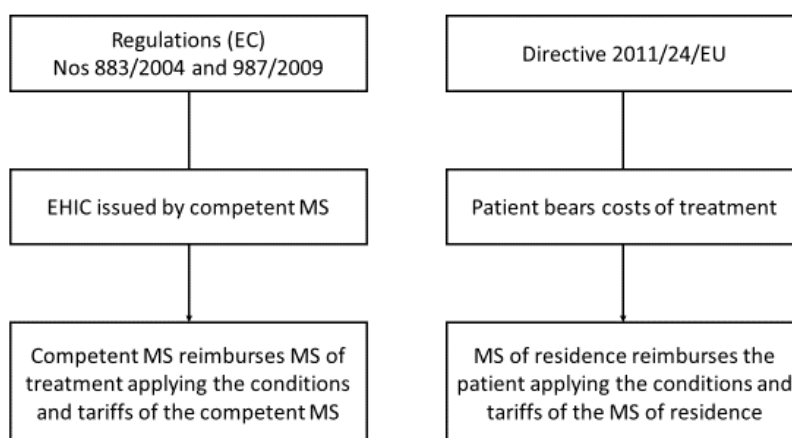 Regulations (EC)
Nos 883/2004 and 987/2009
EHIC issued by competent MS
Competent MS reimburses MS of
treatment applying the conditions
and tariffs of the competent MS
Directive 2011/24/EU
Patient bears costs of treatment
MS of residence reimburses the
patient applying the conditions and
tariffs of the MS of residence